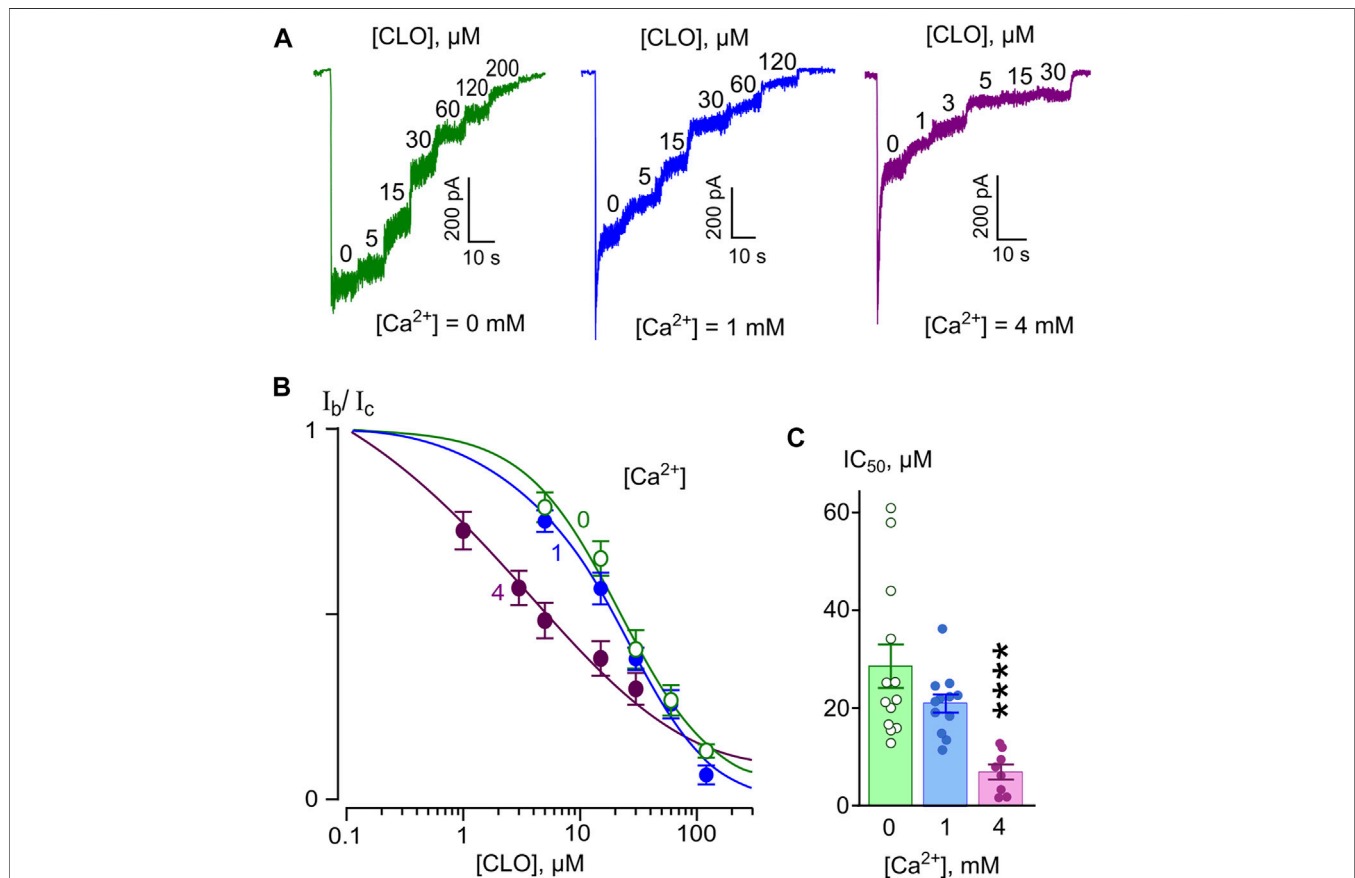 A
[CLO], µM
0
5
15
30
60
120
200
200 pA
10 s
[Ca²⁺] = 0 mM
[CLO], µM
0
5
15
30
60
120
200 pA
10 s
[Ca²⁺] = 1 mM
[CLO], µM
0
1
3
5
15
30
200 pA
10 s
[Ca²⁺] = 4 mM
B
I_b/ I_c
1
0
[Ca²⁺]
0
1
4
0.1
1
10
100
[CLO], µM
C
IC₅₀, µM
60
40
20
0
****
0
1
4
[Ca²⁺], mM